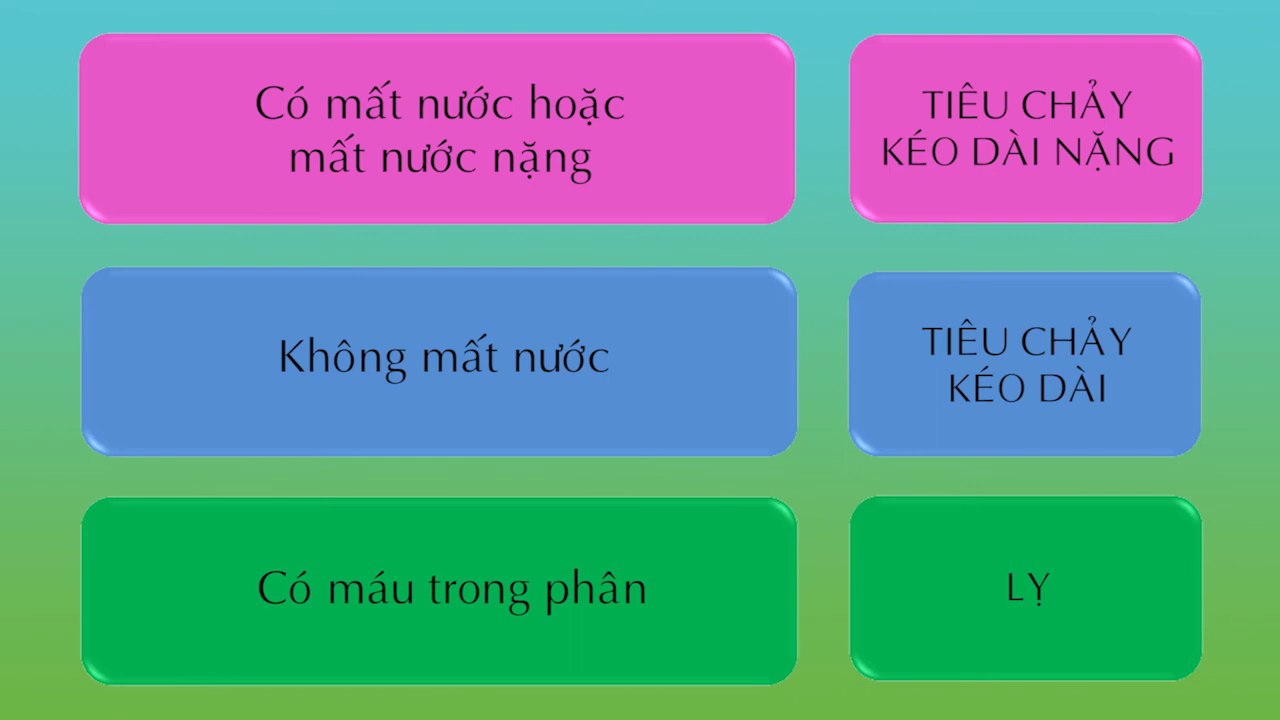 Có mất nước hoặc
mất nước nặng
TIÊU CHẢY
KÉO DÀI NẶNG
Không mất nước
TIÊU CHẢY
KÉO DÀI
Có máu trong phân
LỴ